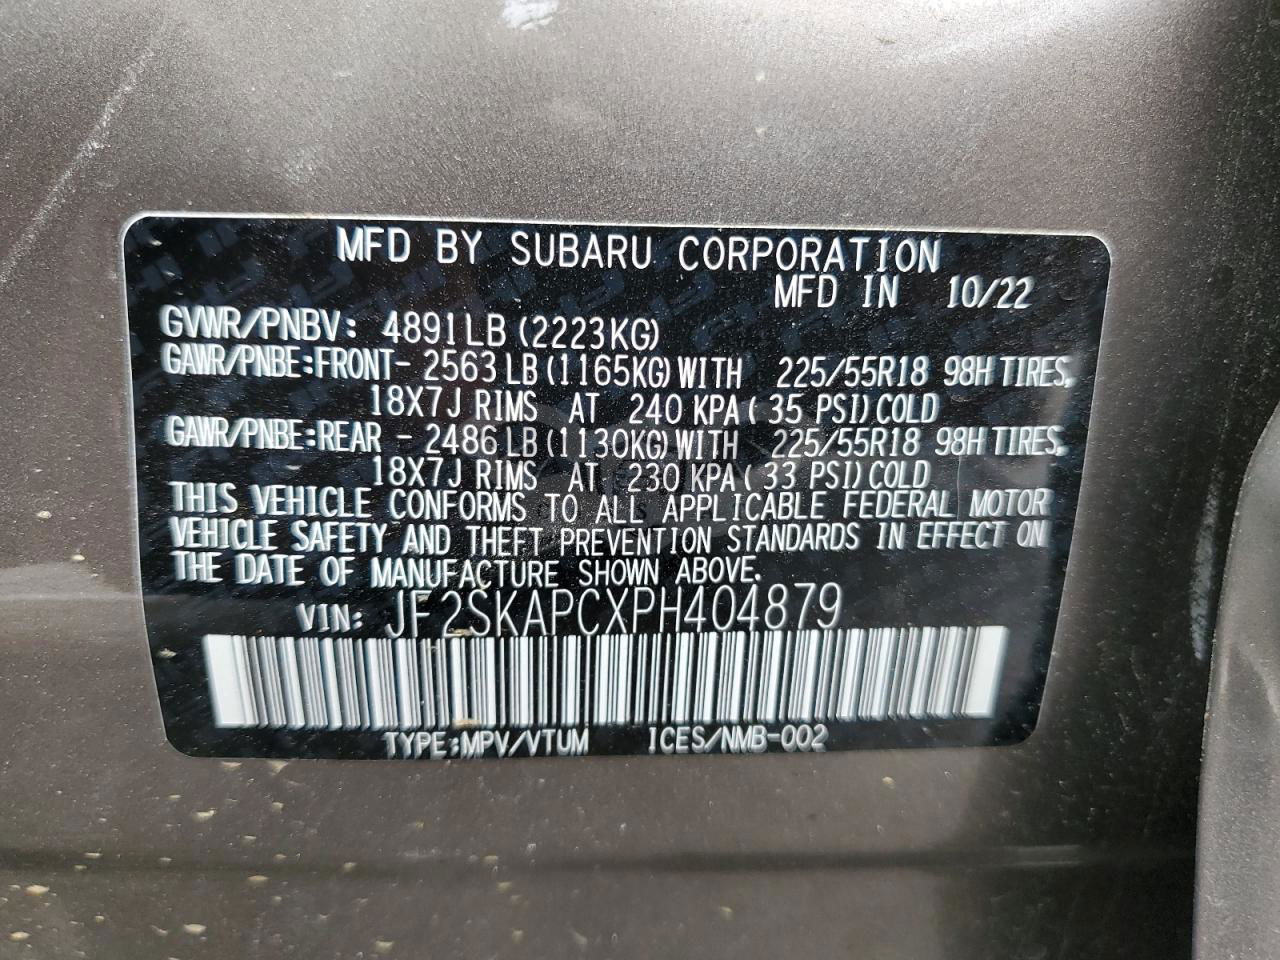 MFD BY SUBARU CORPORATION
MFD IN 10/22
GVWR/PNBV: 4891LB (2223KG)
GAWR/PNBE:FRONT- 2563 LB (1165KG) WITH 225/55R18 98H TIRES,
18X7J RIMS AT 240 KPA ( 35 PSI) COLD
GAWR/PNBE:REAR - 2486 LB (1130KG) WITH 225/55R18 98H TIRES,
18X7J RIMS AT 230 KPA ( 33 PSI) COLD
THIS VEHICLE CONFORMS TO ALL APPLICABLE FEDERAL MOTOR
VEHICLE SAFETY AND THEFT PREVENTION STANDARDS IN EFFECT ON
THE DATE OF MANUFACTURE SHOWN ABOVE.
VIN: JF2SKAPCXPH404879
TYPE:MPV/VTUM ICES/NMB-002